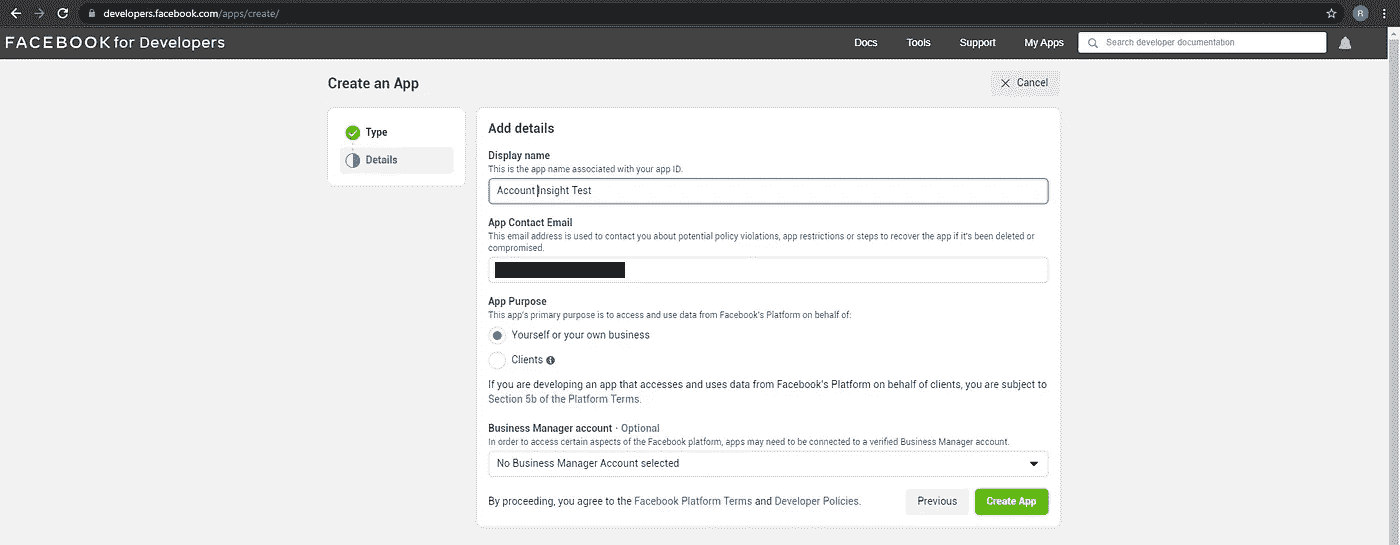 developers.facebook.com/apps/create/
R
FACEBOOK for Developers
Docs
Tools
Support
My Apps
Search developer documentation
Create an App
Cancel
Type
Details
Add details
Display name
This is the app name associated with your app ID.
Account Insight Test
App Contact Email
This email address is used to contact you about potential policy violations, app restrictions or steps to recover the app if it's been deleted or
compromised.
App Purpose
This app's primary purpose is to access and use data from Facebook's Platform on behalf of:
Yourself or your own business
Clients
If you are developing an app that accesses and uses data from Facebook's Platform on behalf of clients, you are subject to
Section 5b of the Platform Terms.
Business Manager account · Optional
In order to access certain aspects of the Facebook platform, apps may need to be connected to a verified Business Manager account.
No Business Manager Account selected
By proceeding, you agree to the Facebook Platform Terms and Developer Policies.
Previous
Create App